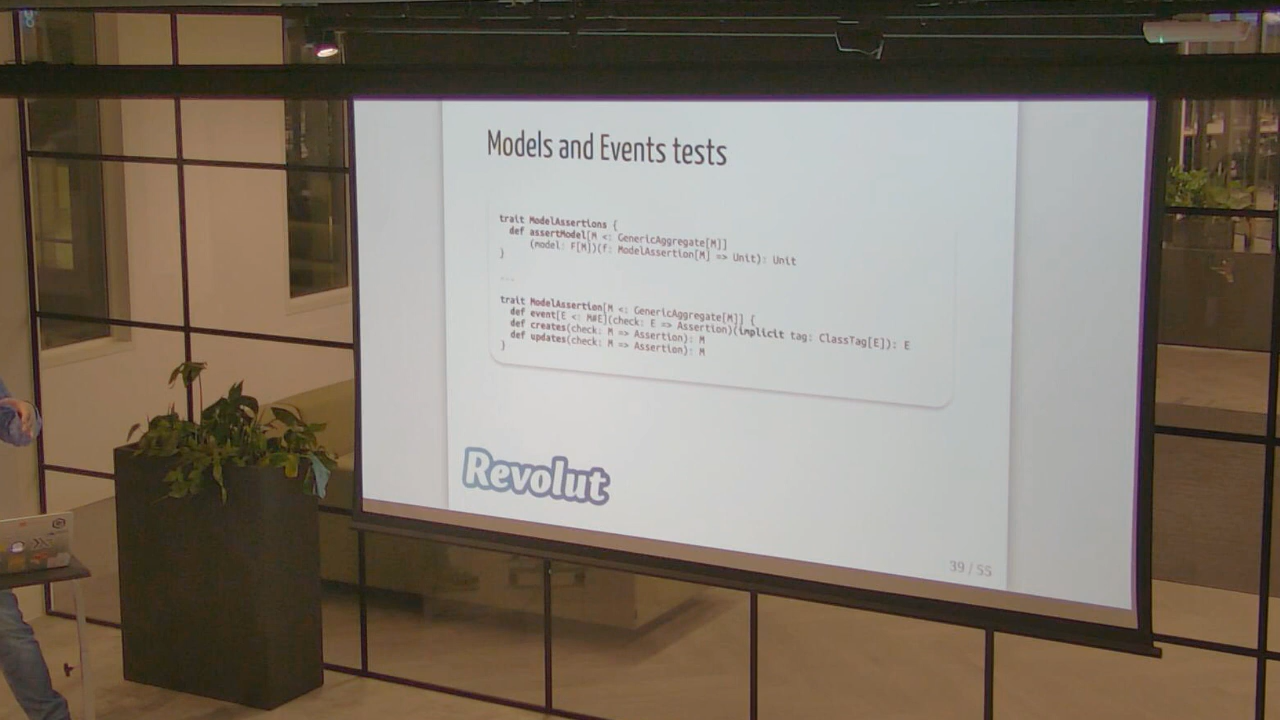 Models and Events tests
trait ModelAssertions {
def assertModel[M <: GenericAggregate[M]]
(model: F[M])(f: ModelAssertion[M] => Unit): Unit
}
...
trait ModelAssertion[M <: GenericAggregate[M]] {
def event[E <: M#E](check: E => Assertion)(implicit tag: ClassTag[E]): E
def creates(check: M => Assertion): M
def updates(check: M => Assertion): M
}
Revolut
39 / 55